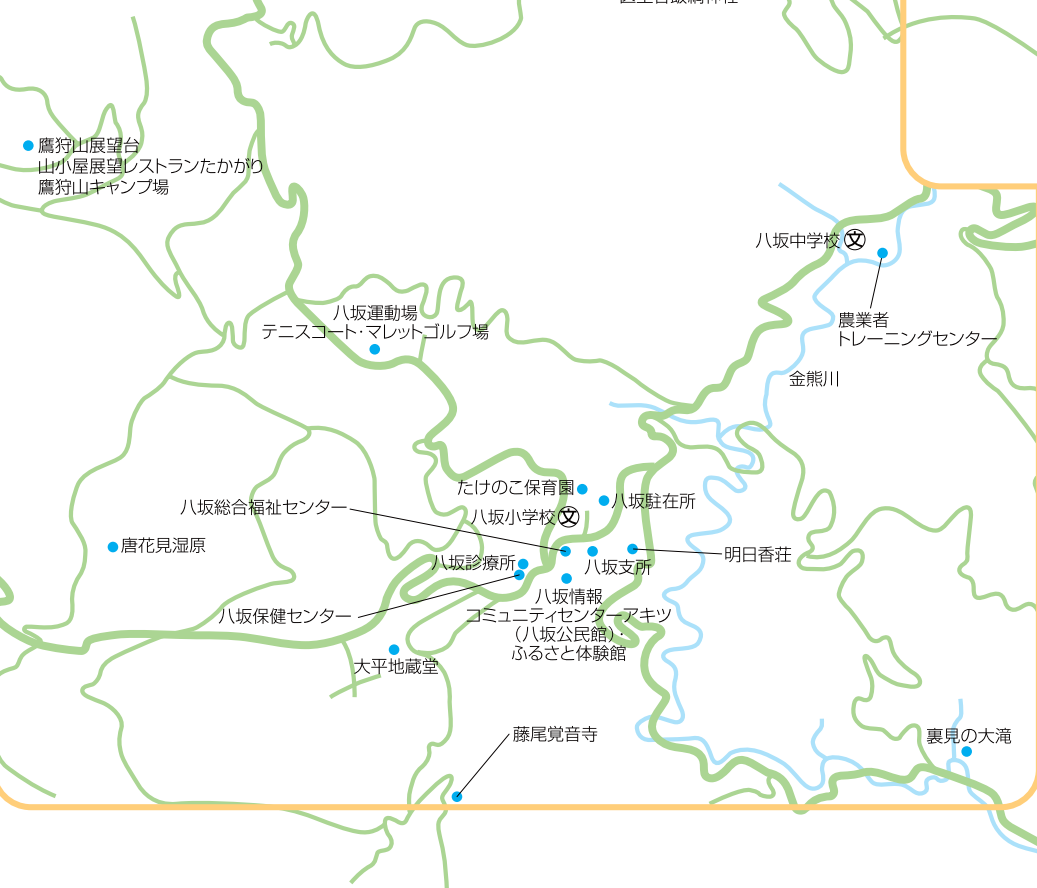 鷹狩山展望台
山小屋展望レストランたかがり
鷹狩山キャンプ場
八坂中学校
文
農業者
トレーニングセンター
八坂運動場
テニスコート・マレットゴルフ場
金熊川
たけのこ保育園
八坂駐在所
八坂総合福祉センター
八坂小学校
文
唐花見湿原
八坂診療所
八坂支所
明日香荘
八坂保健センター
八坂情報
コミュニティセンターアキツ
（八坂公民館）・
ふるさと体験館
大平地蔵堂
藤尾覚音寺
裏見の大滝